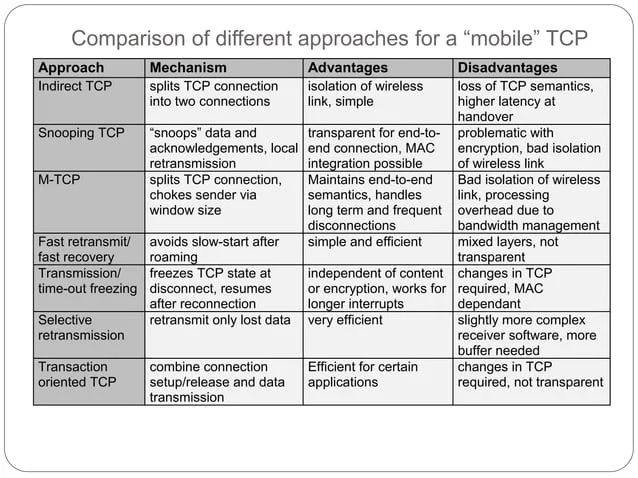 Comparison of different approaches for a “mobile” TCP
Approach Mechanism Advantages Disadvantages
Indirect TCP splits TCP connection isolation of wireless loss of TCP semantics,
into two connections link, simple higher latency at
handover
Snooping TCP “snoops” data and transparent for end-to- problematic with
acknowledgements, local end connection, MAC encryption, bad isolation
retransmission integration possible of wireless link
M-TCP splits TCP connection, Maintains end-to-end Bad isolation of wireless
chokes sender via semantics, handles link, processing
window size long term and frequent overhead due to
disconnections bandwidth management
Fast retransmit/ avoids slow-start after simple and efficient mixed layers, not
fast recovery roaming transparent
Transmission/ freezes TCP state at independent of content changes in TCP
time-out freezing disconnect, resumes or encryption, works for required, MAC
after reconnection longer interrupts dependant
Selective retransmit only lost data very efficient slightly more complex
retransmission receiver software, more
buffer needed
Transaction combine connection Efficient for certain changes in TCP
oriented TCP setup/release and data applications required, not transparent
transmission